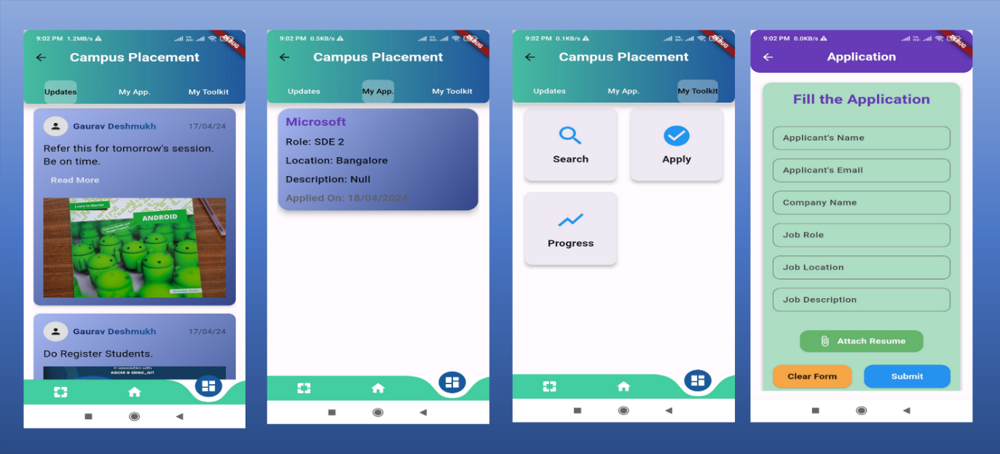 9:02 PM 1.2MB/s
DEBUG
Campus Placement
Updates My App. My Toolkit
Gaurav Deshmukh 17/04/24
Refer this for tomorrow's session.
Be on time.
Read More
Learn to Master
ANDROID
Gaurav Deshmukh 17/04/24
Do Register Students.
In association with
ABCEE & GDSC_GIT
9:02 PM 0.5KB/s
DEBUG
Campus Placement
Updates My App. My Toolkit
Microsoft
Role: SDE 2
Location: Bangalore
Description: Null
Applied On: 18/04/2024
9:02 PM 0.1KB/s
DEBUG
Campus Placement
Updates My App. My Toolkit
Search Apply
Progress
9:02 PM 0.0KB/s
DEBUG
Application
Fill the Application
Applicant's Name
Applicant's Email
Company Name
Job Role
Job Location
Job Description
Attach Resume
Clear Form Submit